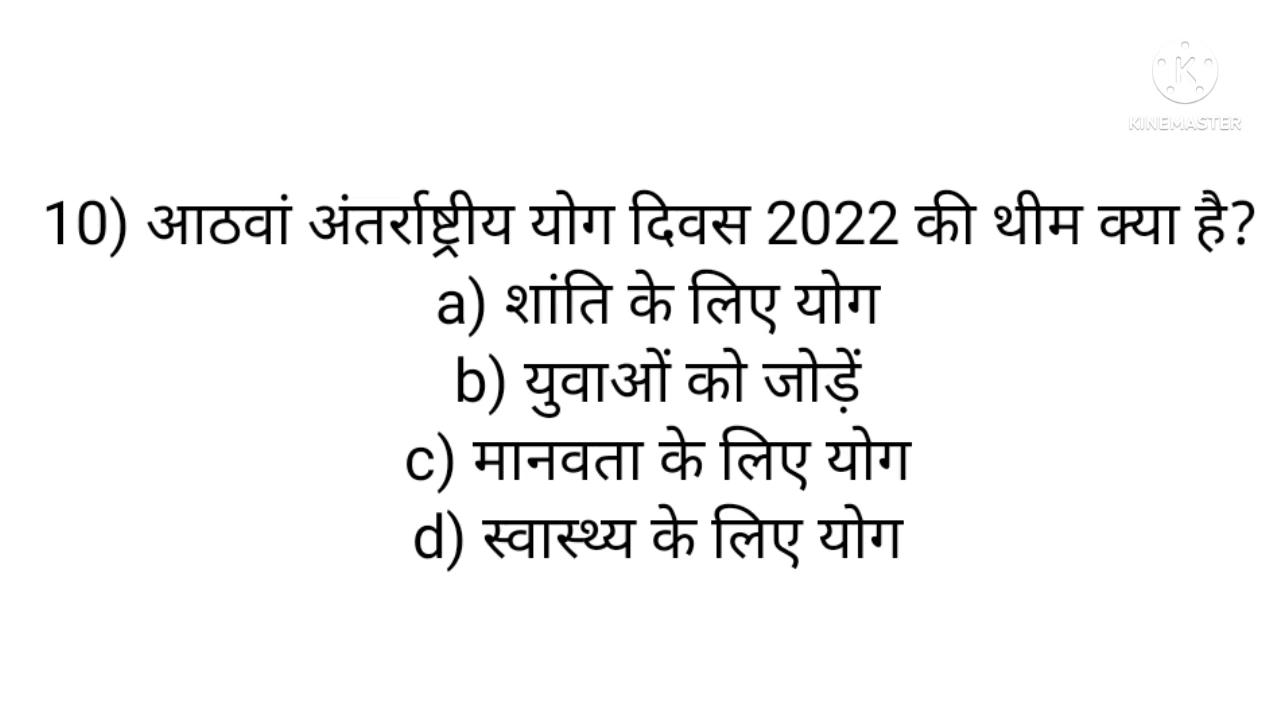 KINEMASTER
10) आठवां अंतर्राष्ट्रीय योग दिवस 2022 की थीम क्या है?
a) शांति के लिए योग
b) युवाओं को जोड़ें
c) मानवता के लिए योग
d) स्वास्थ्य के लिए योग